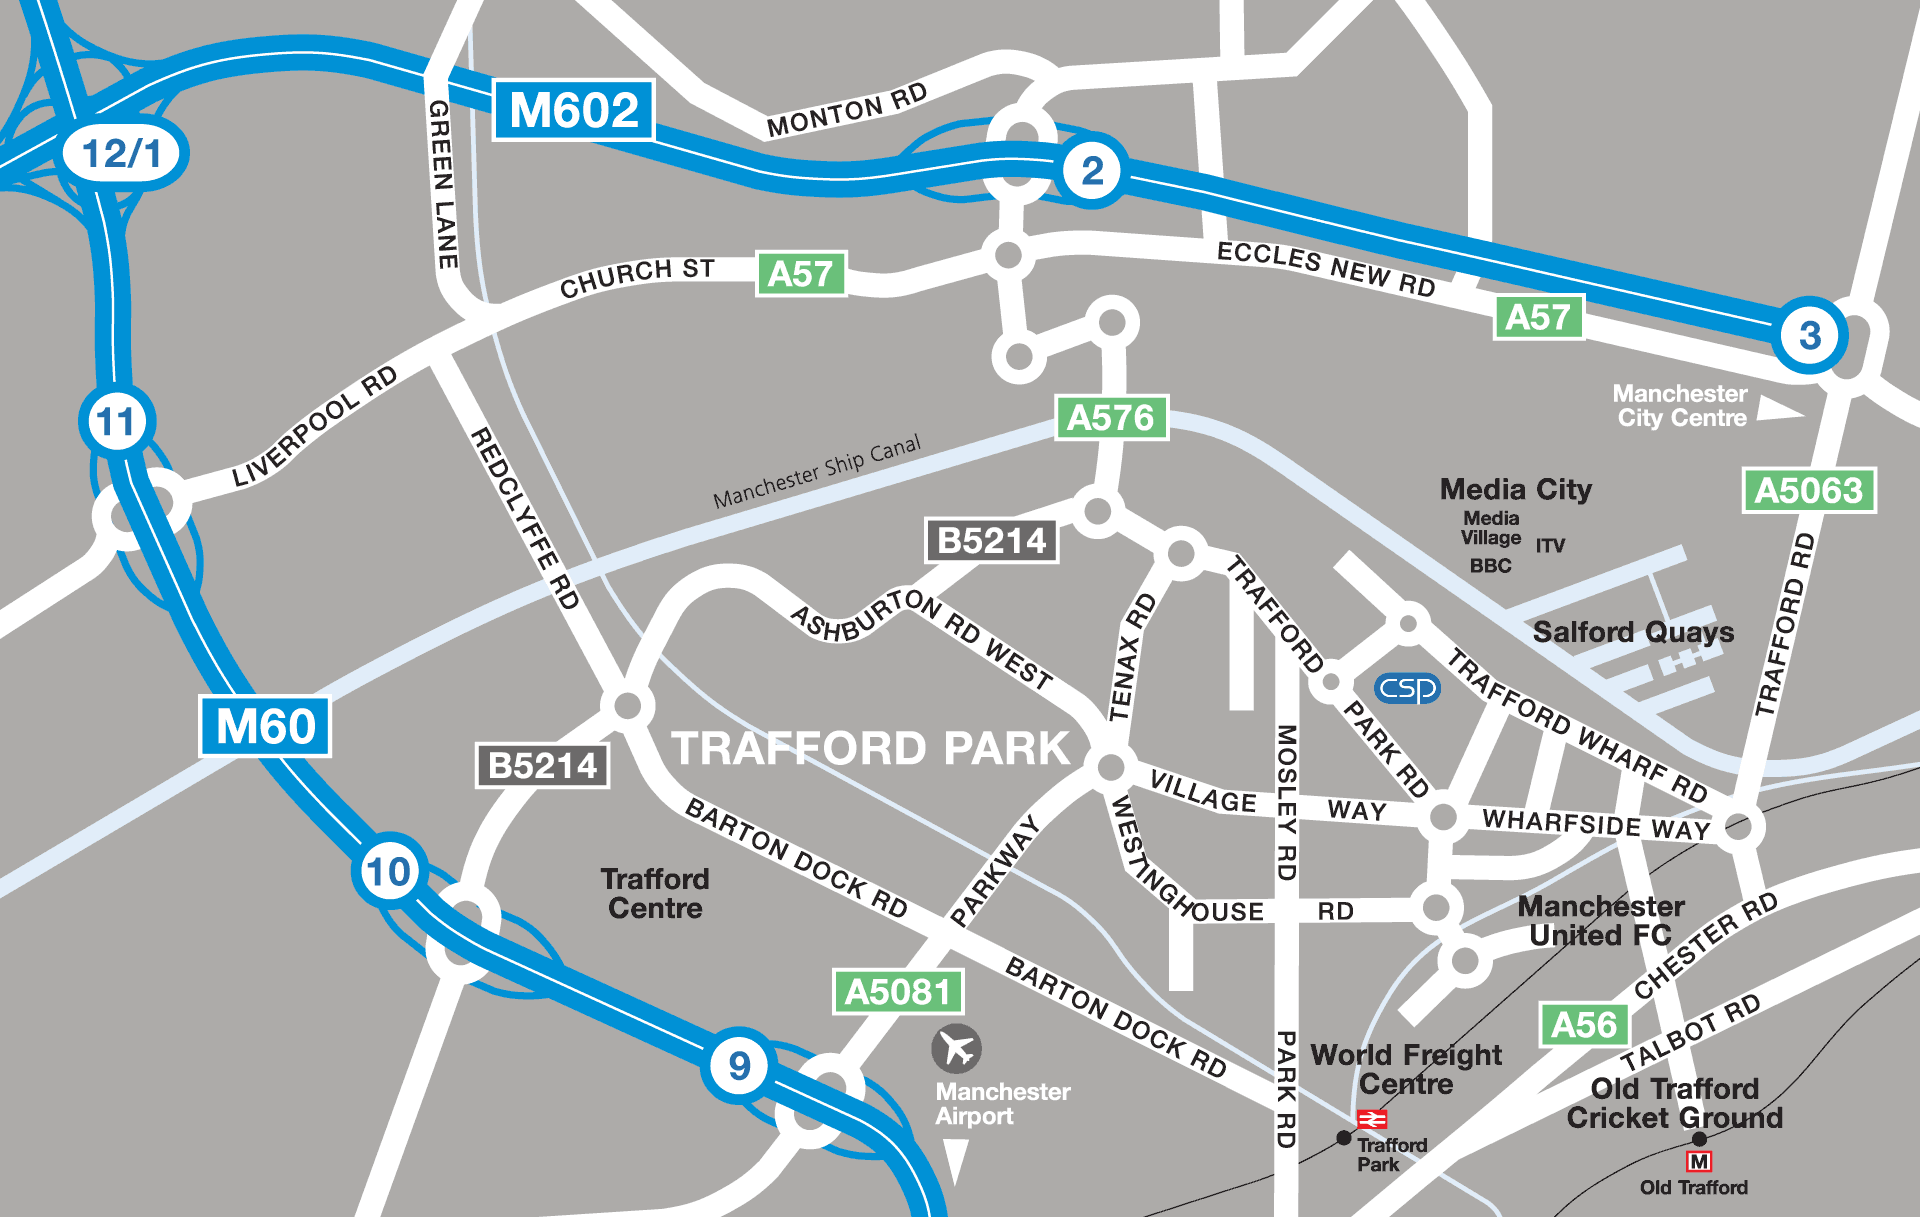 M602
MONTON RD
12/1
2
GREEN LANE
ECCLES NEW RD
CHURCH ST
A57
A57
3
LIVERPOOL RD
Manchester
City Centre
11
A576
REDCLYFFE RD
Manchester Ship Canal
Media City
Media
Village
ITV
BBC
A5063
B5214
TRAFFORD RD
TRAFFORD
PARK RD
ASHBURTON RD WEST
TENAX RD
Salford Quays
csp
TRAFFORD WHARF RD
M60
B5214
TRAFFORD PARK
MOSLEY RD
VILLAGE WAY
WHARFSIDE WAY
BARTON DOCK RD
PARKWAY
WESTINGHOUSE RD
10
Trafford
Centre
Manchester
United FC
CHESTER RD
A5081
BARTON DOCK RD
A56
TALBOT RD
9
Manchester
Airport
PARK RD
World Freight
Centre
Old Trafford
Cricket Ground
Trafford
Park
M
Old Trafford